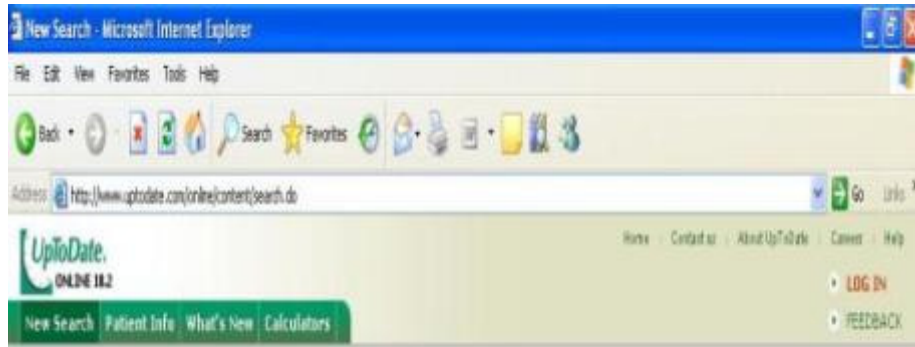 New Search - Microsoft Internet Explorer
File Edit View Favorites Tools Help
Back Search Favorites
Address http://www.uptodate.com/online/content/search.do Go Links
UpToDate. Home Contact us About UpToDate Careers Help
ONLINE 18.2
LOG IN
New Search Patient Info What's New Calculators FEEDBACK